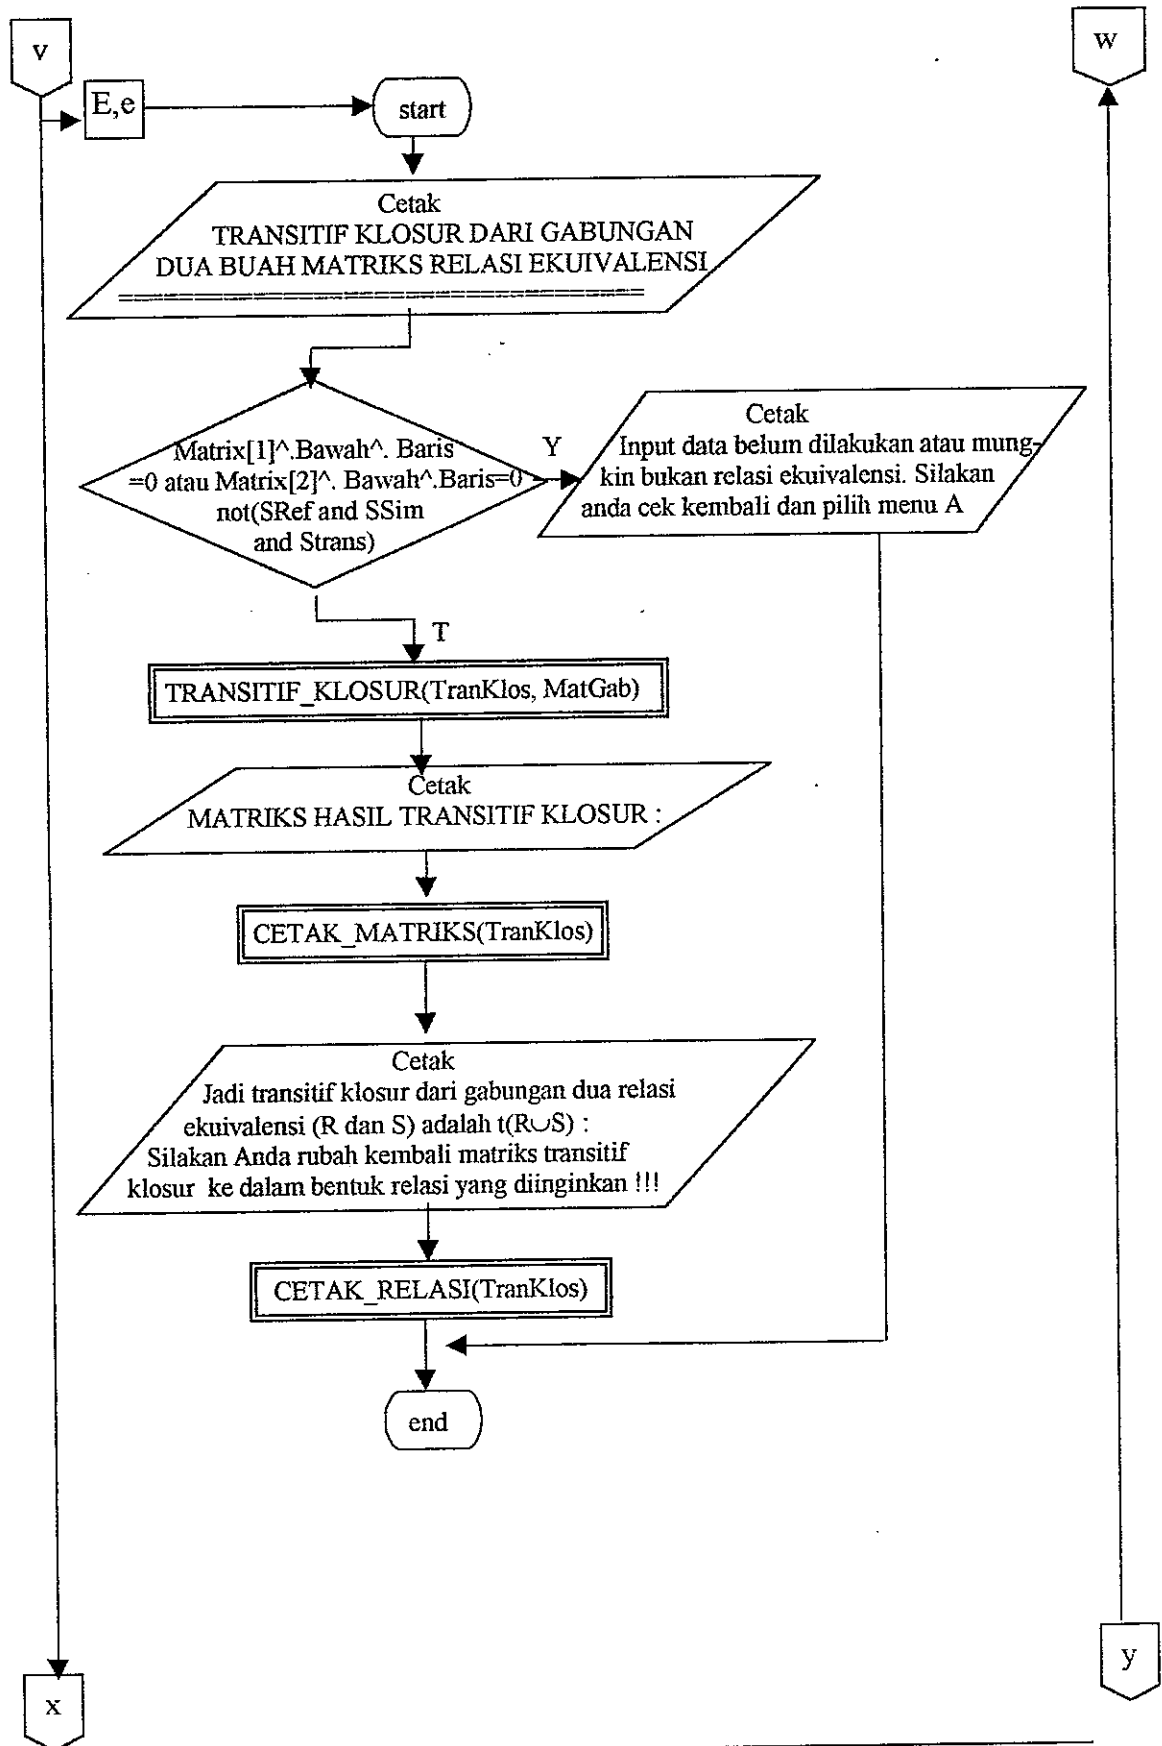 v
w
E,e
start
Cetak
TRANSITIF KLOSUR DARI GABUNGAN
DUA BUAH MATRIKS RELASI EKUIVALENSI
===================================
Matrix[1]^.Bawah^. Baris
=0 atau Matrix[2]^. Bawah^.Baris=0
not(SRef and SSim
and Strans)
Y
Cetak
Input data belum dilakukan atau mung-
kin bukan relasi ekuivalensi. Silakan
anda cek kembali dan pilih menu A
T
TRANSITIF_KLOSUR(TranKlos, MatGab)
Cetak
MATRIKS HASIL TRANSITIF KLOSUR :
CETAK_MATRIKS(TranKlos)
Cetak
Jadi transitif klosur dari gabungan dua relasi
ekuivalensi (R dan S) adalah t(R∪S) :
Silakan Anda rubah kembali matriks transitif
klosur ke dalam bentuk relasi yang diinginkan !!!
CETAK_RELASI(TranKlos)
end
y
x